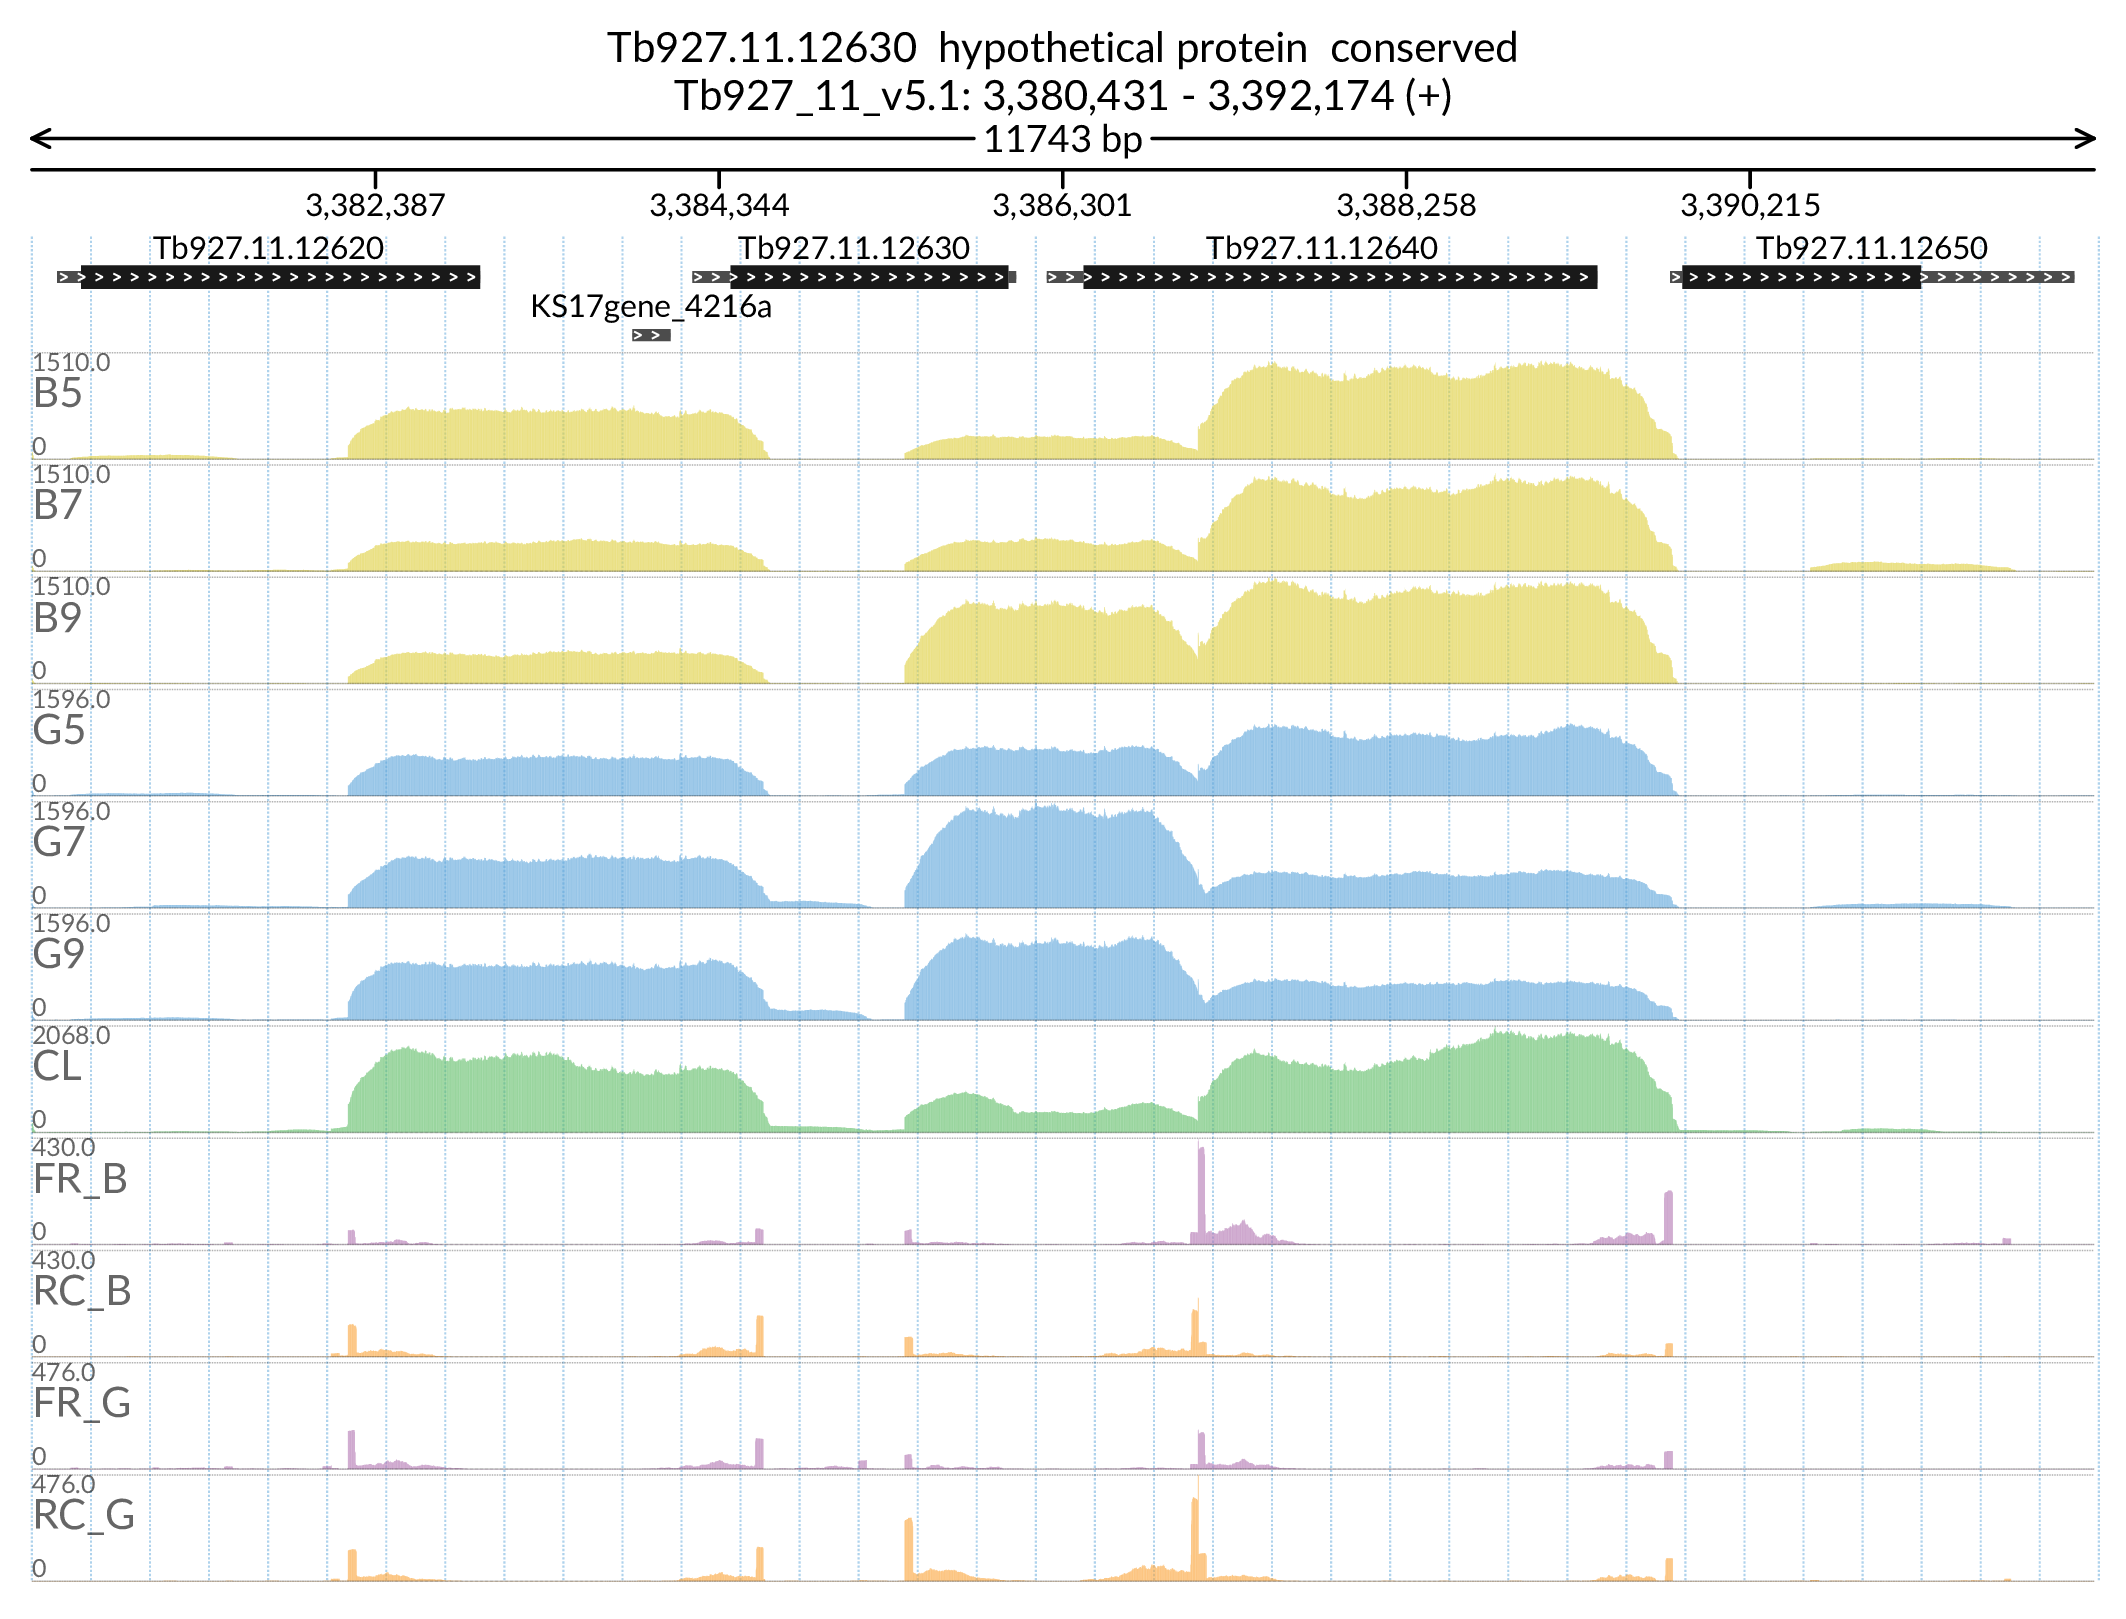 Tb927.11.12630  hypothetical protein  conserved
Tb927_11_v5.1: 3,380,431 - 3,392,174 (+)
11743 bp
3,382,387 3,384,344 3,386,301 3,388,258 3,390,215
Tb927.11.12620 Tb927.11.12630 Tb927.11.12640 Tb927.11.12650
KS17gene_4216a
1510.0
B5
0
1510.0
B7
0
1510.0
B9
0
1596.0
G5
0
1596.0
G7
0
1596.0
G9
0
2068.0
CL
0
430.0
FR_B
0
430.0
RC_B
0
476.0
FR_G
0
476.0
RC_G
0